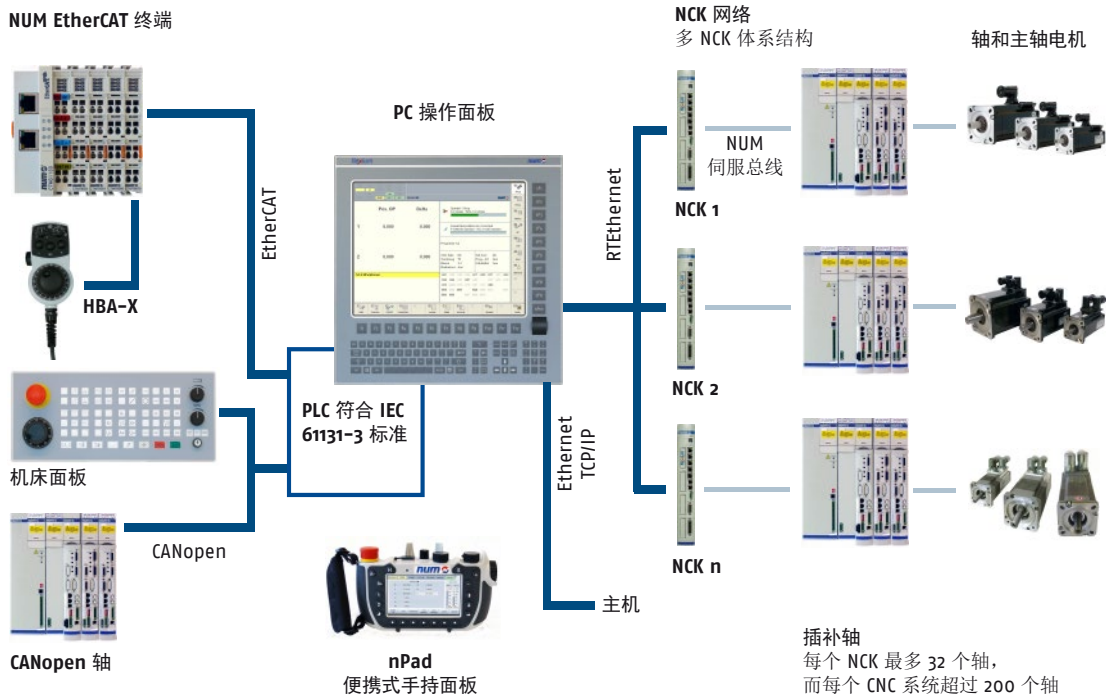 NUM EtherCAT 终端
NCK 网络
多 NCK 体系结构
轴和主轴电机
PC 操作面板
NUM
伺服总线
EtherCAT
RTEthernet
NCK 1
HBA-X
NCK 2
PLC 符合 IEC
61131-3 标准
Ethernet
TCP/IP
机床面板
CANopen
NCK n
num
主机
CANopen 轴
nPad
便携式手持面板
插补轴
每个 NCK 最多 32 个轴，
而每个 CNC 系统超过 200 个轴